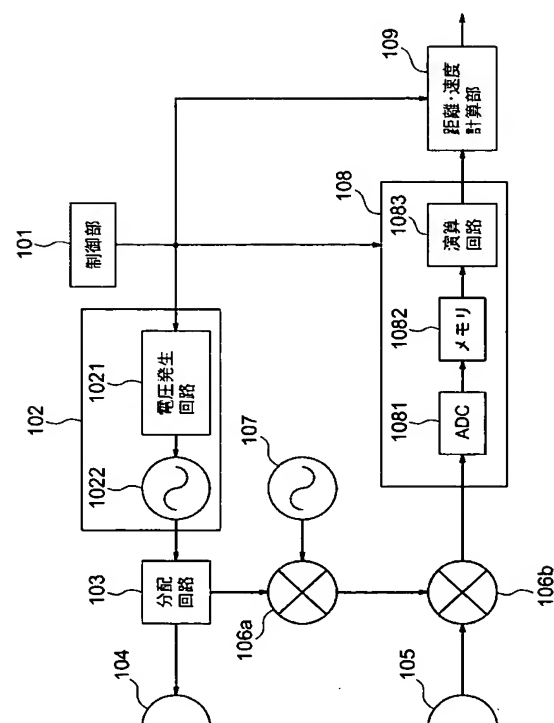 101
制御部
102
1021
電圧発生
回路
1022
103
分配
回路
104
107
106a
108
1081
ADC
1082
メモリ
1083
演算
回路
109
距離・速度
計算部
105
106b